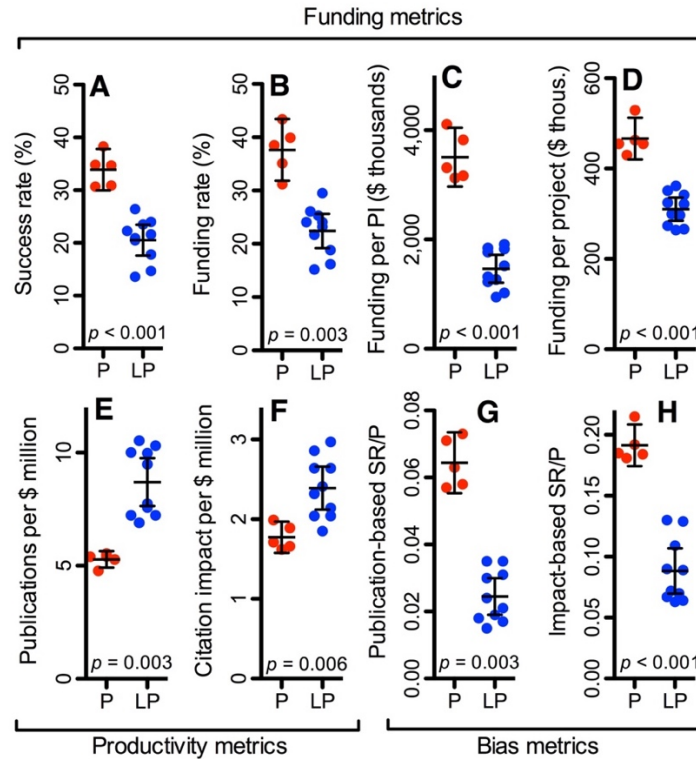 Funding metrics
A
Success rate (%)
50
40
30
20
10
0
p < 0.001
P
LP
B
Funding rate (%)
50
40
30
20
10
0
p = 0.003
P
LP
C
Funding per PI ($ thousands)
4,000
2,000
0
p < 0.001
P
LP
D
Funding per project ($ thous.)
600
400
200
0
p < 0.001
P
LP
E
Publications per $ million
10
5
0
p = 0.003
P
LP
F
Citation impact per $ million
3
2
1
0
p = 0.006
P
LP
G
Publication-based SR/P
0.08
0.06
0.04
0.02
0.00
p = 0.003
P
LP
H
Impact-based SR/P
0.20
0.15
0.10
0.05
0.00
p < 0.001
P
LP
Productivity metrics
Bias metrics